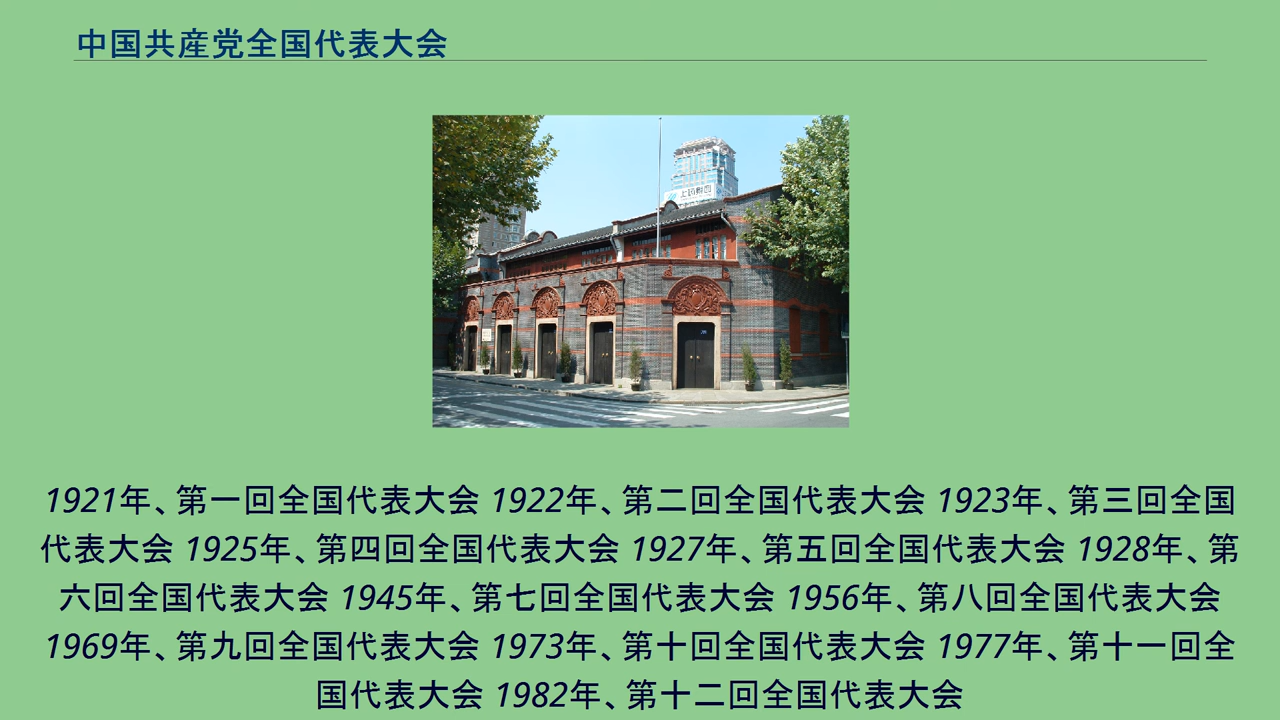 中国共産党全国代表大会
1921年、第一回全国代表大会 1922年、第二回全国代表大会 1923年、第三回全国
代表大会 1925年、第四回全国代表大会 1927年、第五回全国代表大会 1928年、第
六回全国代表大会 1945年、第七回全国代表大会 1956年、第八回全国代表大会
1969年、第九回全国代表大会 1973年、第十回全国代表大会 1977年、第十一回全
国代表大会 1982年、第十二回全国代表大会